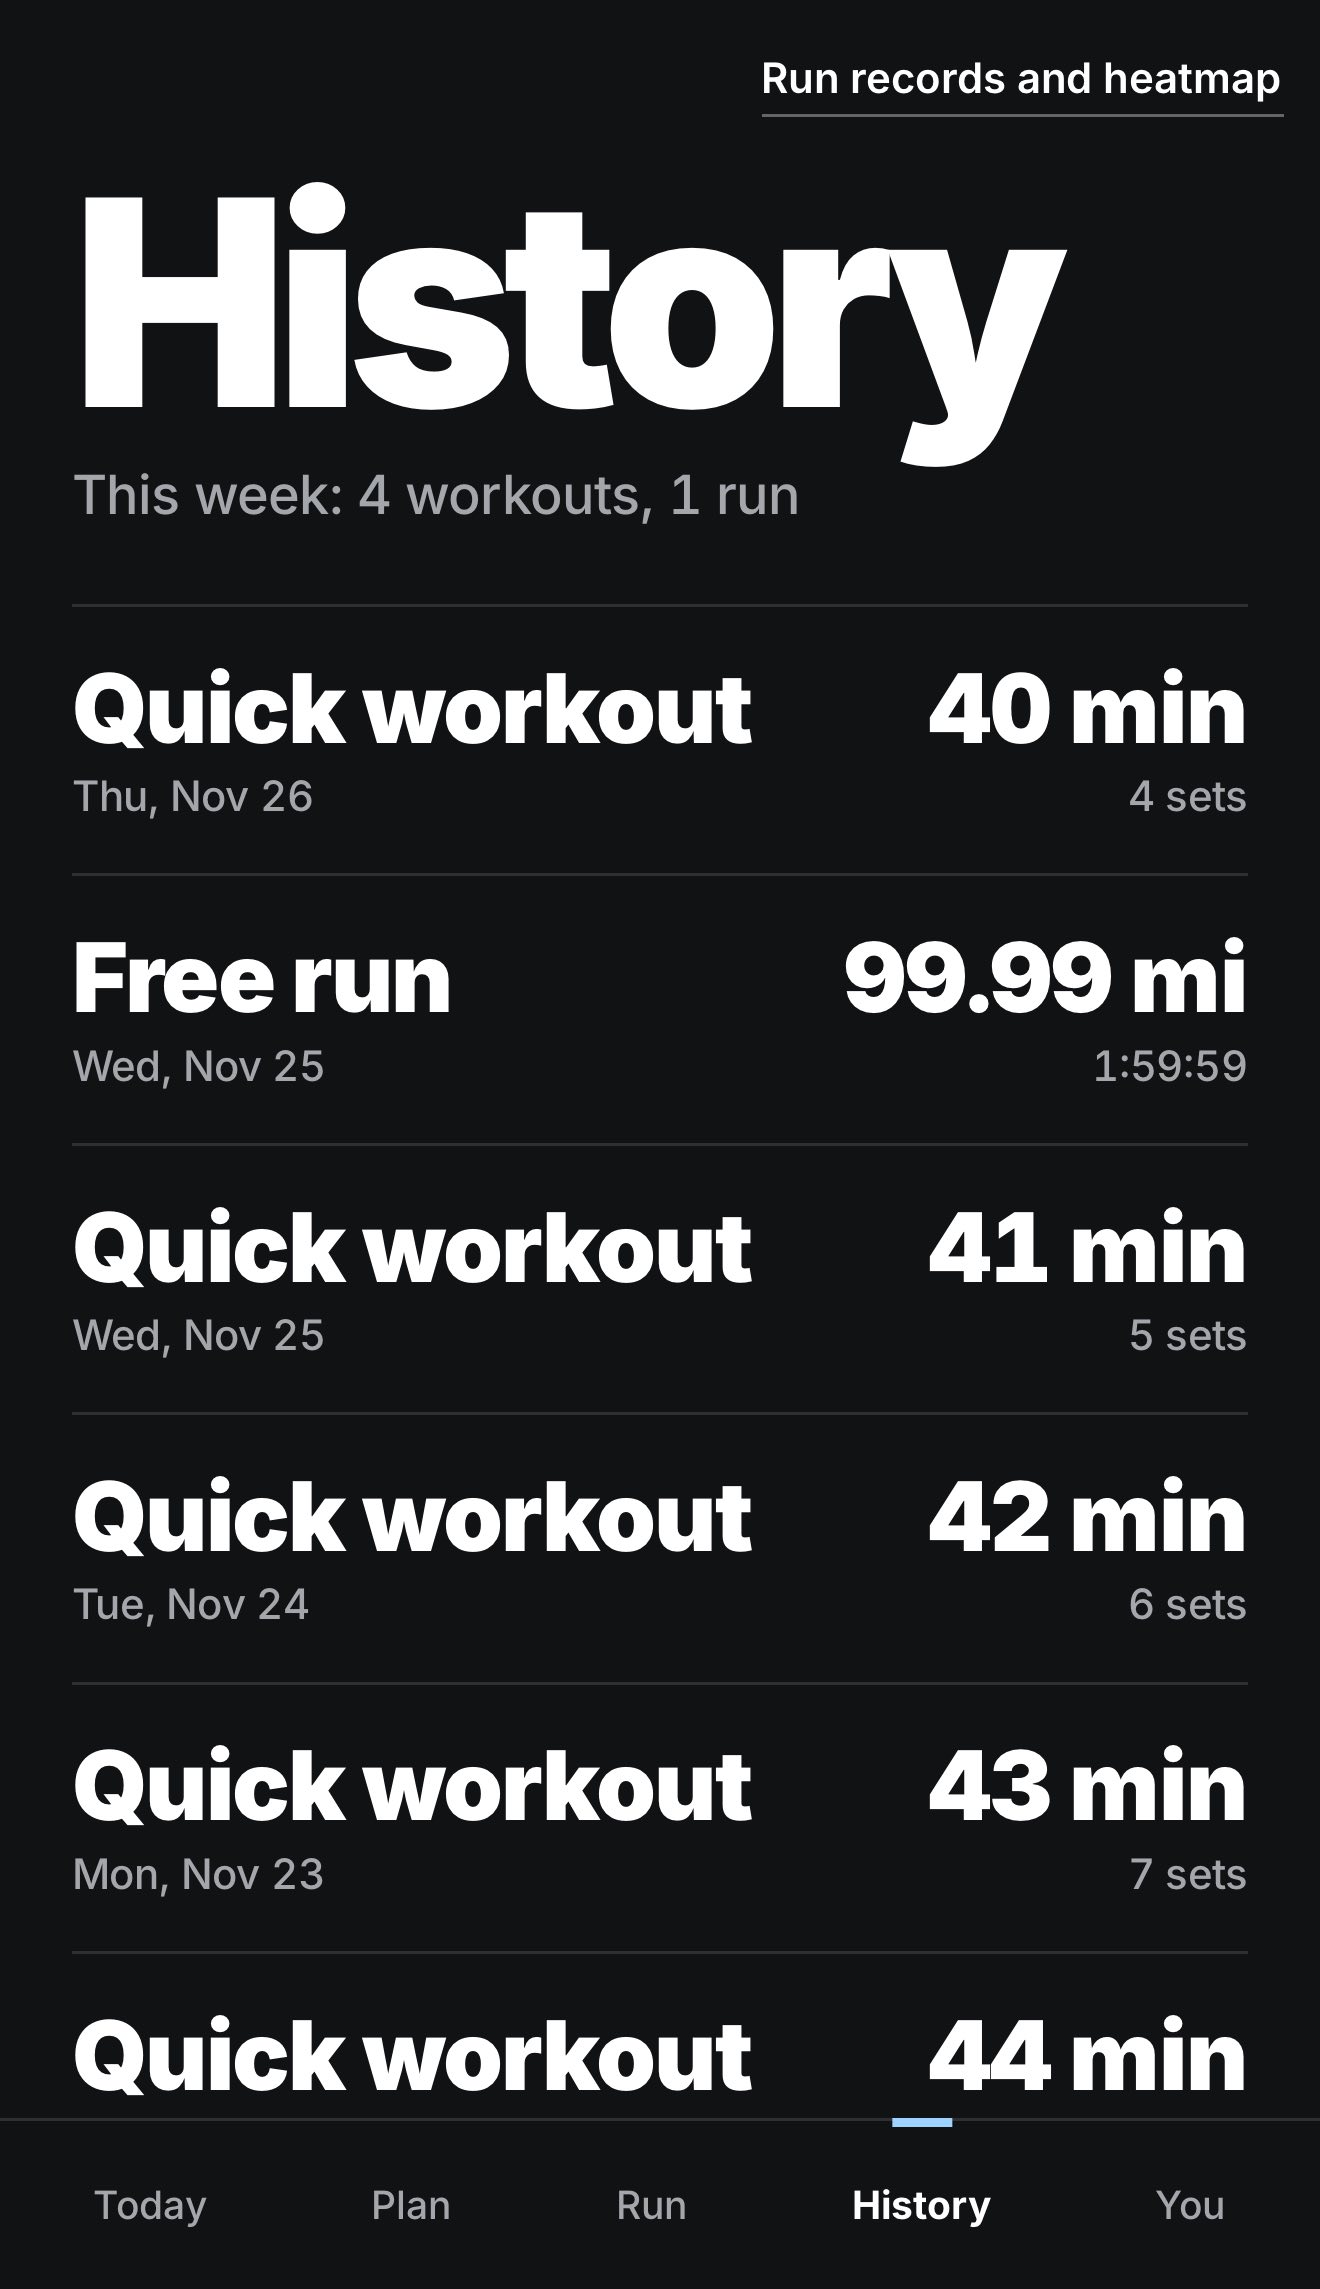 Run records and heatmap
History
This week: 4 workouts, 1 run
Quick workout 40 min
Thu, Nov 26 4 sets
Free run 99.99 mi
Wed, Nov 25 1:59:59
Quick workout 41 min
Wed, Nov 25 5 sets
Quick workout 42 min
Tue, Nov 24 6 sets
Quick workout 43 min
Mon, Nov 23 7 sets
Quick workout 44 min
Today Plan Run History You